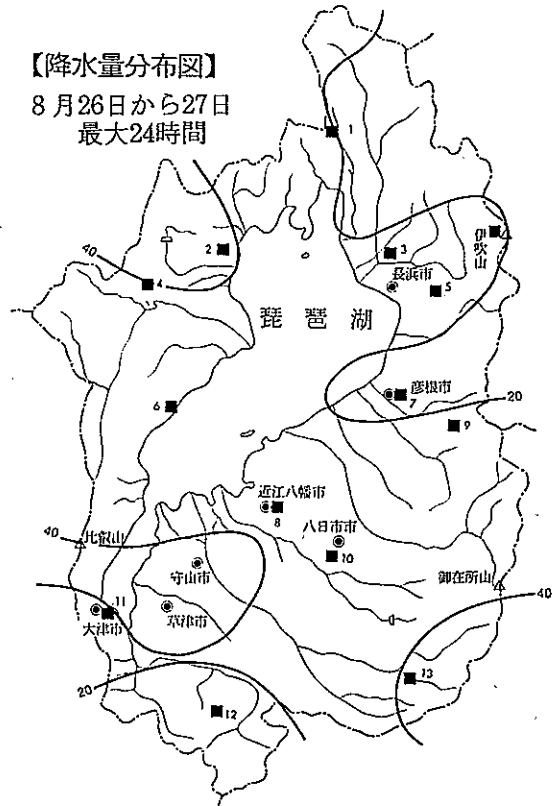 【降水量分布図】
8月26日から27日
最大24時間
1
伊吹山
2
3
40
4
長浜市
5
琵琶湖
彦根市
7
20
6
9
近江八幡市
8
八日市市
10
40
比叡山
守山市
御在所山
40
11
大津市
草津市
13
20
12